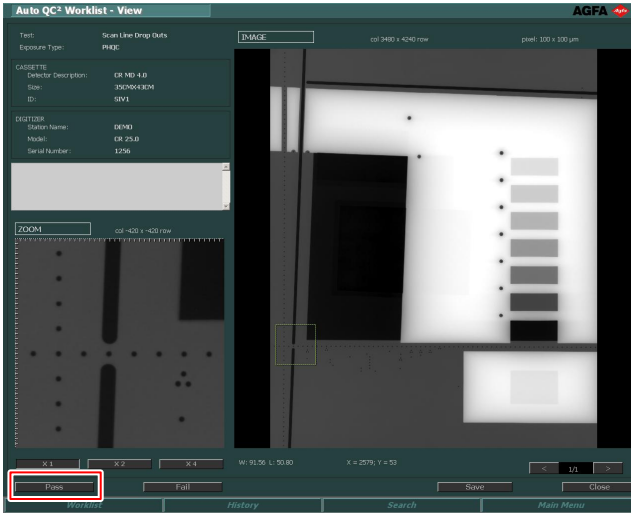 Auto QC² Worklist - View
AGFA
Test: Scan Line Drop Outs
Exposure Type: PHQC
CASSETTE
Detector Description: CR MD 4.0
Size: 35CMX43CM
ID: SIV1
DIGITIZER
Station Name: DEMO
Model: CR 25.0
Serial Number: 1256
IMAGE col 3480 x 4240 row pixel: 100 x 100 µm
ZOOM col -420 x -420 row
X 1 X 2 X 4
W: 91.56 L: 50.80 X = 2579; Y = 53
< 1/1 >
Pass Fail Save Close
Worklist History Search Main Menu